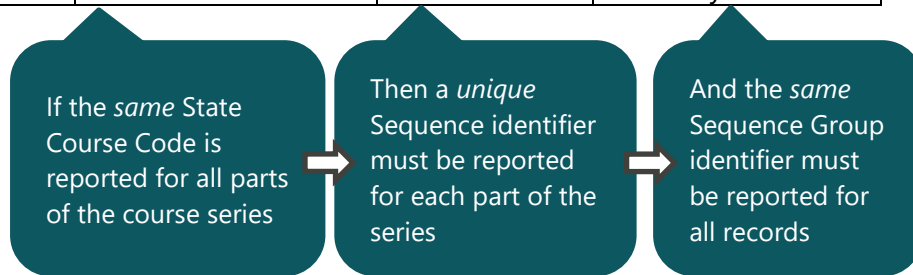 If the same State
Course Code is
reported for all parts
of the course series
Then a unique
Sequence identifier
must be reported
for each part of the
series
And the same
Sequence Group
identifier must
be reported for
all records